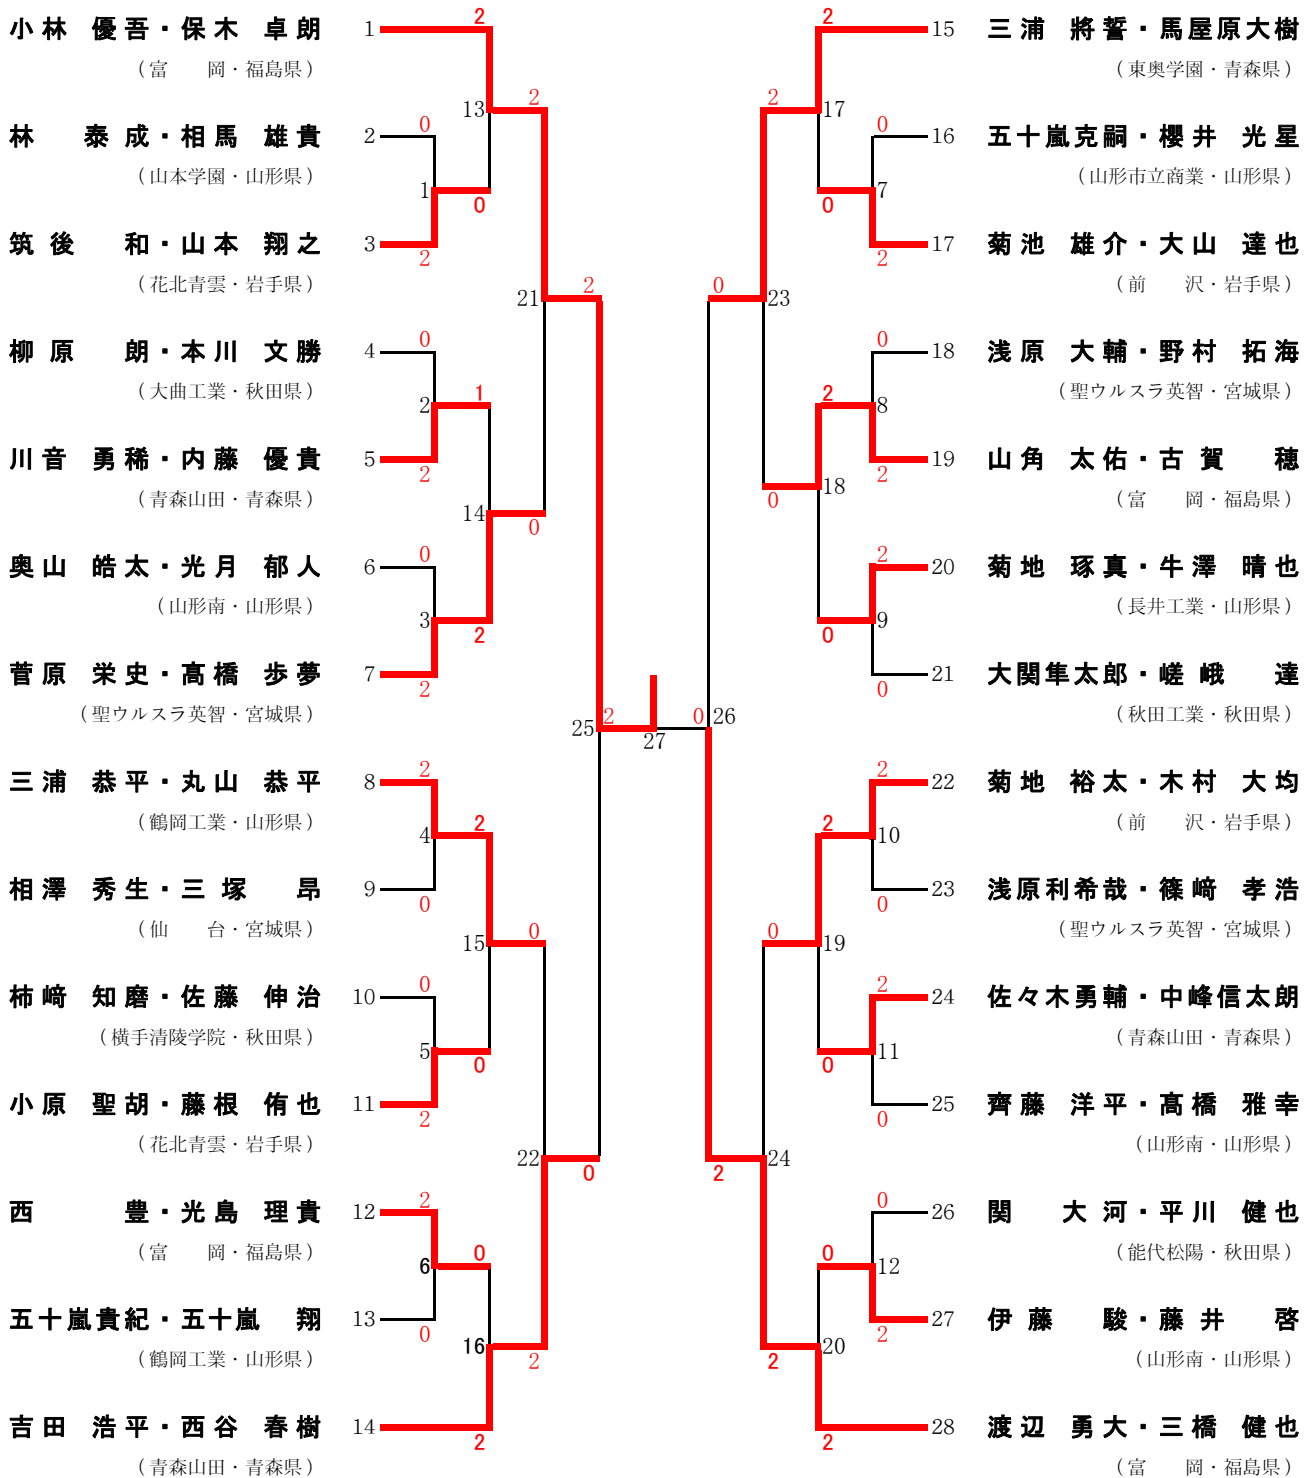 小林 優吾・保木 卓朗 1
（富 岡・福島県）
林 泰成・相馬 雄貴 2
（山本学園・山形県）
筑後 和・山本 翔之 3
（花北青雲・岩手県）
柳原 朗・本川 文勝 4
（大曲工業・秋田県）
川音 勇稀・内藤 優貴 5
（青森山田・青森県）
奥山 皓太・光月 郁人 6
（山形南・山形県）
菅原 栄史・髙橋 歩夢 7
（聖ウルスラ英智・宮城県）
三浦 恭平・丸山 恭平 8
（鶴岡工業・山形県）
相澤 秀生・三塚 昂 9
（仙 台・宮城県）
柿﨑 知磨・佐藤 伸治 10
（横手清陵学院・秋田県）
小原 聖胡・藤根 侑也 11
（花北青雲・岩手県）
西 豊・光島 理貴 12
（富 岡・福島県）
五十嵐貴紀・五十嵐 翔 13
（鶴岡工業・山形県）
吉田 浩平・西谷 春樹 14
（青森山田・青森県）
2
13
2
0
1
0
2
0
2
1
2
14
0
0
3
2
2
21
2
2
4
2
0
15
0
0
5
0
2
2
6
0
0
16
2
2
22
0
25
2
27
0
26
2
17
2
0
7
0
2
0
23
0
2
8
2
18
0
2
9
0
0
2
10
2
0
19
0
2
11
0
0
24
2
0
12
0
2
20
2
2
15 三浦 將誓・馬屋原大樹
（東奥学園・青森県）
16 五十嵐克嗣・櫻井 光星
（山形市立商業・山形県）
17 菊池 雄介・大山 達也
（前 沢・岩手県）
18 浅原 大輔・野村 拓海
（聖ウルスラ英智・宮城県）
19 山角 太佑・古賀 穂
（富 岡・福島県）
20 菊地 琢真・牛澤 晴也
（長井工業・山形県）
21 大関隼太郎・嵯峨 達
（秋田工業・秋田県）
22 菊地 裕太・木村 大均
（前 沢・岩手県）
23 浅原利希哉・篠﨑 孝浩
（聖ウルスラ英智・宮城県）
24 佐々木勇輔・中峰信太朗
（青森山田・青森県）
25 齊藤 洋平・髙橋 雅幸
（山形南・山形県）
26 関 大河・平川 健也
（能代松陽・秋田県）
27 伊藤 駿・藤井 啓
（山形南・山形県）
28 渡辺 勇大・三橋 健也
（富 岡・福島県）